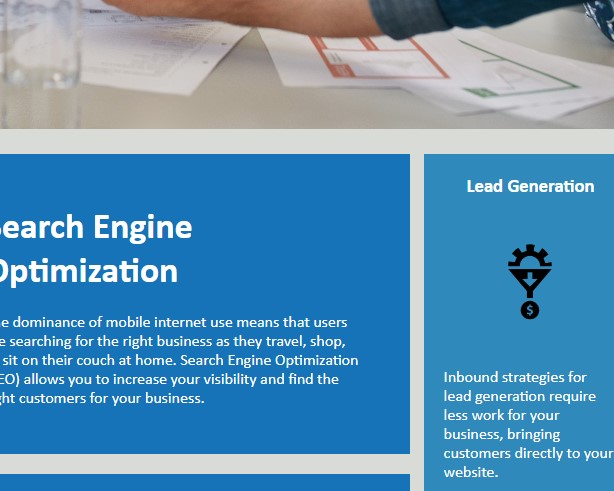 earch Engine
Optimization
e dominance of mobile internet use means that users
e searching for the right business as they travel, shop,
sit on their couch at home. Search Engine Optimization
EO) allows you to increase your visibility and find the
ght customers for your business.
Lead Generation
$
Inbound strategies for
lead generation require
less work for your
business, bringing
customers directly to your
website.